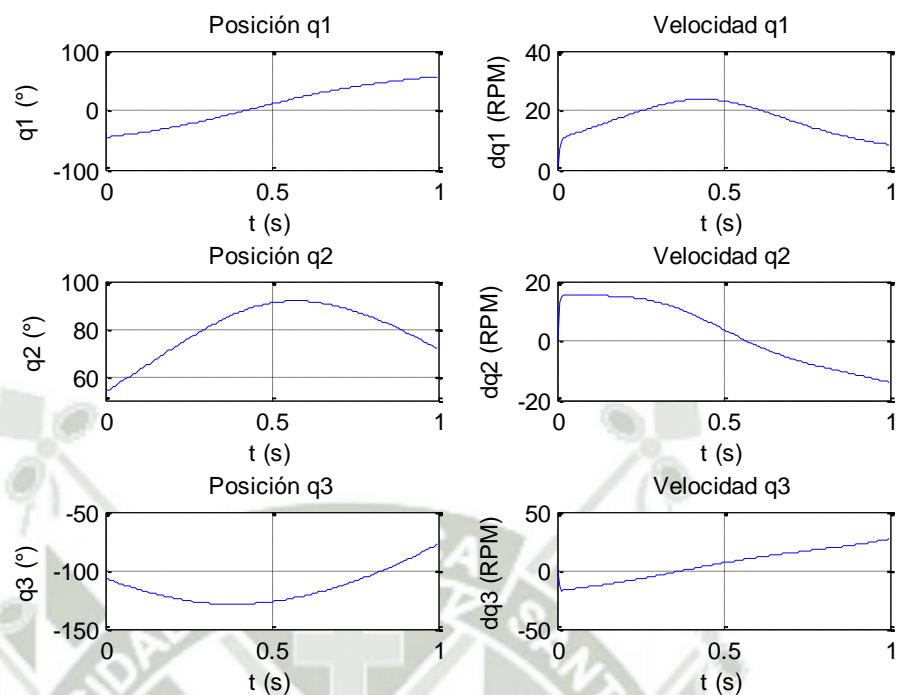 Posición q1
q1 (°)
100
0
-100
0
0.5
1
t (s)
Velocidad q1
dq1 (RPM)
40
20
0
0
0.5
1
t (s)
Posición q2
q2 (°)
100
80
60
0
0.5
1
t (s)
Velocidad q2
dq2 (RPM)
20
0
-20
0
0.5
1
t (s)
Posición q3
q3 (°)
-50
-100
-150
0
0.5
1
t (s)
Velocidad q3
dq3 (RPM)
50
0
-50
0
0.5
1
t (s)